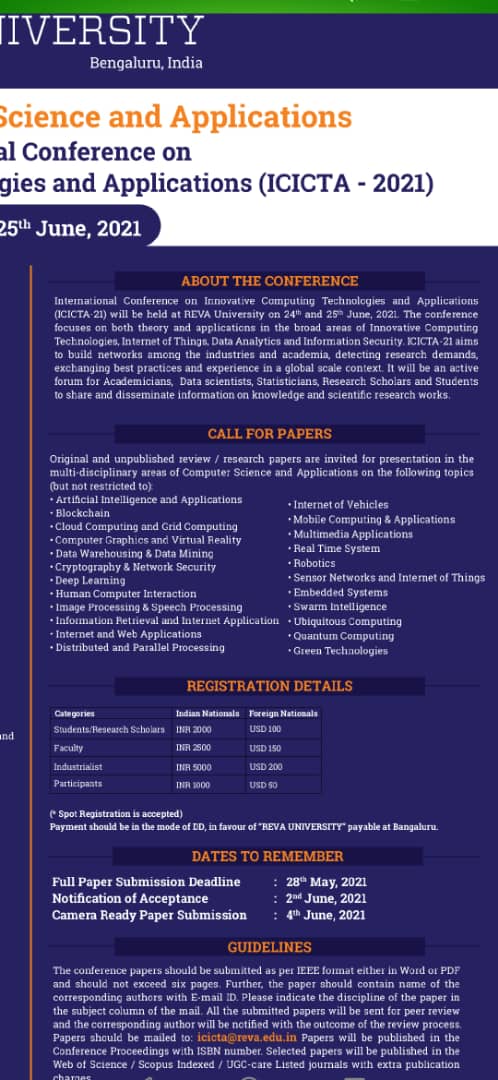 IVERSITY
Bengaluru, India
Science and Applications
al Conference on
gies and Applications (ICICTA - 2021)
25th June, 2021
ABOUT THE CONFERENCE
International Conference on Innovative Computing Technologies and Applications
(ICICTA-21) will be held at REVA University on 24th and 25th June, 2021. The conference
focuses on both theory and applications in the broad areas of Innovative Computing
Technologies, Internet of Things, Data Analytics and Information Security. ICICTA-21 aims
to build networks among the industries and academia, detecting research demands,
exchanging best practices and experience in a global scale context. It will be an active
forum for Academicians, Data scientists, Statisticians, Research Scholars and Students
to share and disseminate information on knowledge and scientific research works.
CALL FOR PAPERS
Original and unpublished review / research papers are invited for presentation in the
multi-disciplinary areas of Computer Science and Applications on the following topics
(but not restricted to):
• Artificial Intelligence and Applications
• Blockchain
• Cloud Computing and Grid Computing
• Computer Graphics and Virtual Reality
• Data Warehousing & Data Mining
• Cryptography & Network Security
• Deep Learning
• Human Computer Interaction
• Image Processing & Speech Processing
• Information Retrieval and Internet Application
• Internet and Web Applications
• Distributed and Parallel Processing
• Internet of Vehicles
• Mobile Computing & Applications
• Multimedia Applications
• Real Time System
• Robotics
• Sensor Networks and Internet of Things
• Embedded Systems
• Swarm Intelligence
• Ubiquitous Computing
• Quantum Computing
• Green Technologies
REGISTRATION DETAILS
Categories Indian Nationals Foreign Nationals
Students/Research Scholars INR 2000 USD 100
Faculty INR 2500 USD 150
Industrialist INR 5000 USD 200
Participants INR 1000 USD 50
and
(* Spot Registration is accepted)
Payment should be in the mode of DD, in favour of "REVA UNIVERSITY" payable at Bangaluru.
DATES TO REMEMBER
Full Paper Submission Deadline : 28th May, 2021
Notification of Acceptance : 2nd June, 2021
Camera Ready Paper Submission : 4th June, 2021
GUIDELINES
The conference papers should be submitted as per IEEE format either in Word or PDF
and should not exceed six pages. Further, the paper should contain name of the
corresponding authors with E-mail ID. Please indicate the discipline of the paper in
the subject column of the mail. All the submitted papers will be sent for peer review
and the corresponding author will be notified with the outcome of the review process.
Papers should be mailed to: icicta@reva.edu.in Papers will be published in the
Conference Proceedings with ISBN number. Selected papers will be published in the
Web of Science / Scopus Indexed / UGC-care Listed journals with extra publication
charges